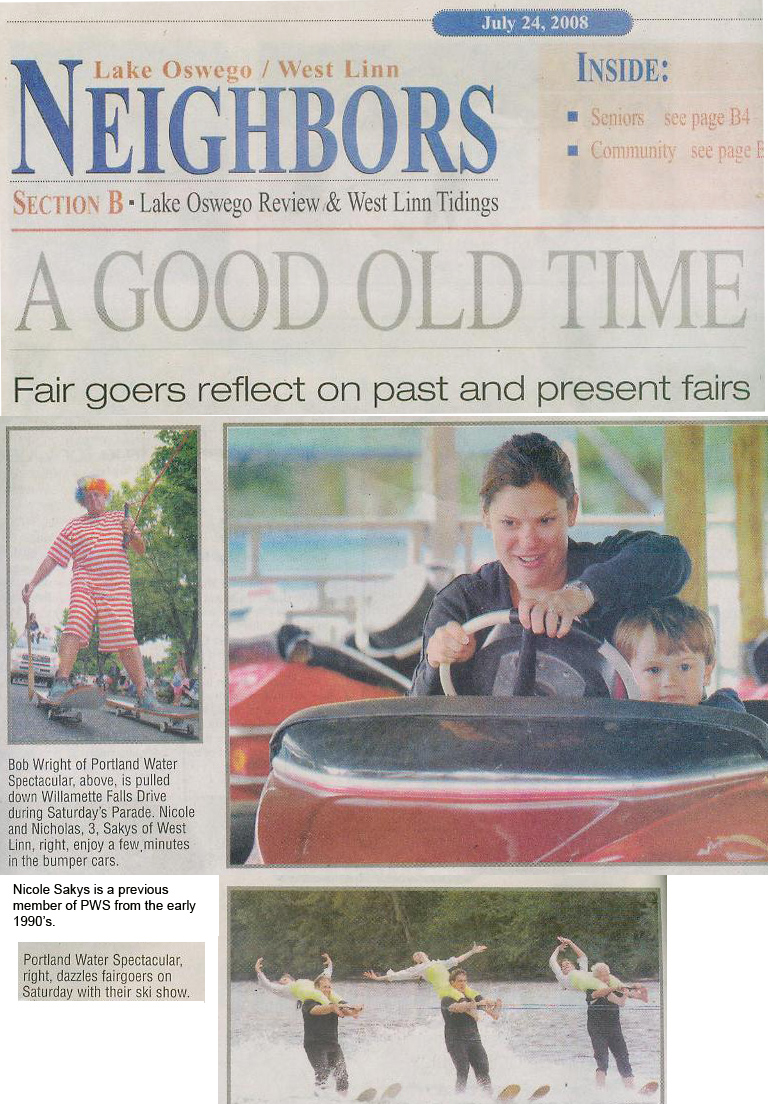 July 24, 2008
Lake Oswego / West Linn
NEIGHBORS
SECTION B ▪ Lake Oswego Review & West Linn Tidings
INSIDE:
▪ Seniors see page B4
▪ Community see page
A GOOD OLD TIME
Fair goers reflect on past and present fairs
Bob Wright of Portland Water
Spectacular, above, is pulled
down Willamette Falls Drive
during Saturday's Parade. Nicole
and Nicholas, 3, Sakys of West
Linn, right, enjoy a few minutes
in the bumper cars.
Nicole Sakys is a previous
member of PWS from the early
1990's.
Portland Water Spectacular,
right, dazzles fairgoers on
Saturday with their ski show.